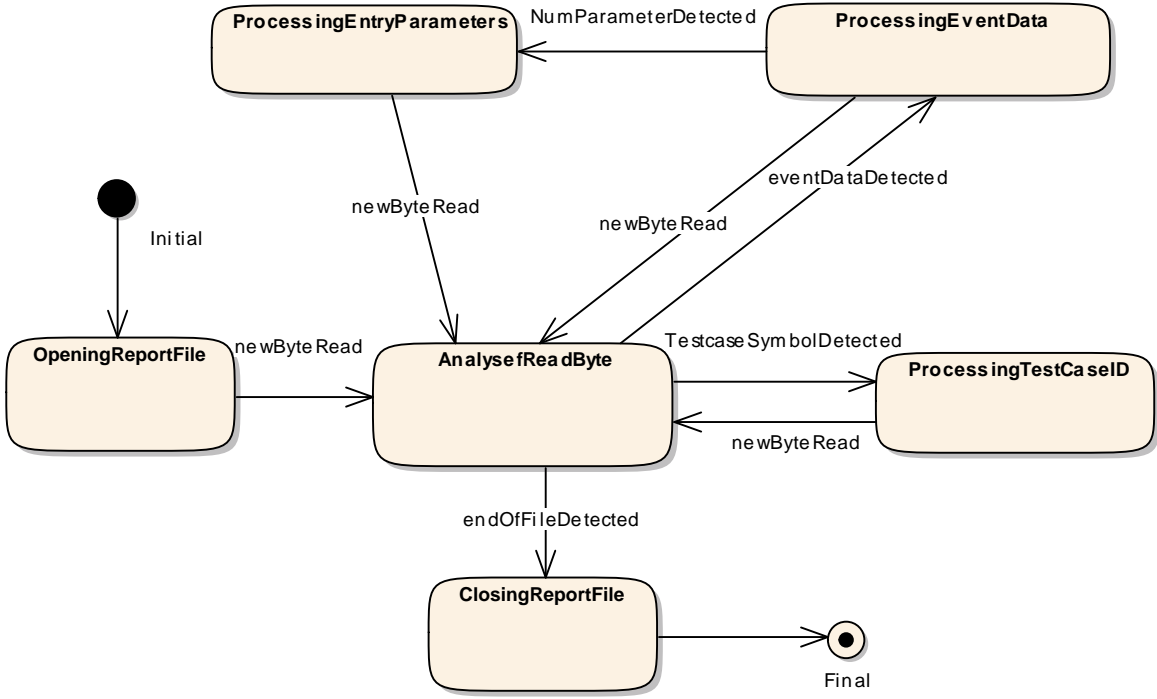 ProcessingEntryParameters
NumParameterDetected
ProcessingEventData
eventDataDetected
newByteRead
newByteRead
Initial
OpeningReportFile
newByteRead
AnalysefReadByte
TestcaseSymbolDetected
ProcessingTestCaseID
newByteRead
endOfFileDetected
ClosingReportFile
Final